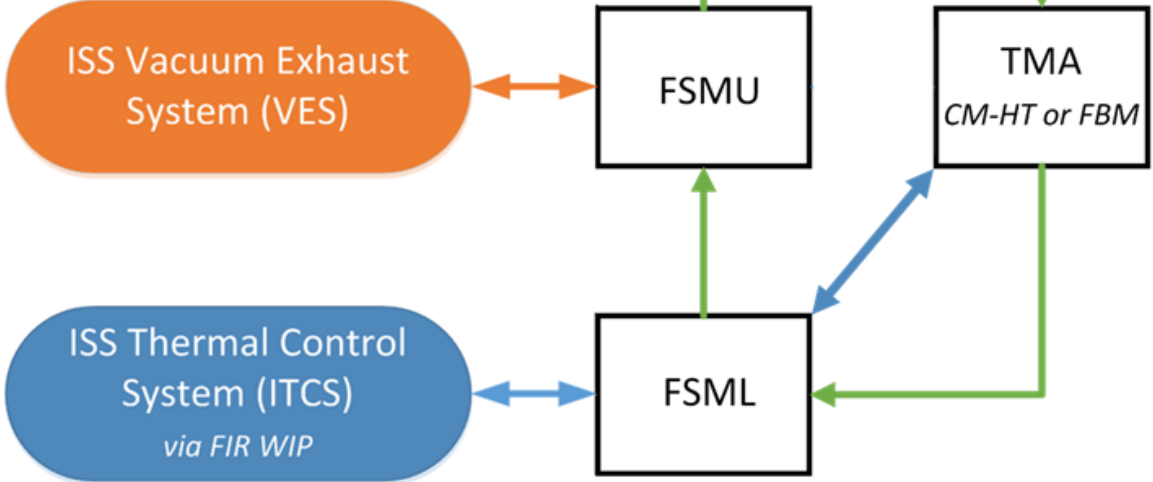 ISS Vacuum Exhaust
System (VES)
FSMU
TMA
CM-HT or FBM
ISS Thermal Control
System (ITCS)
via FIR WIP
FSML